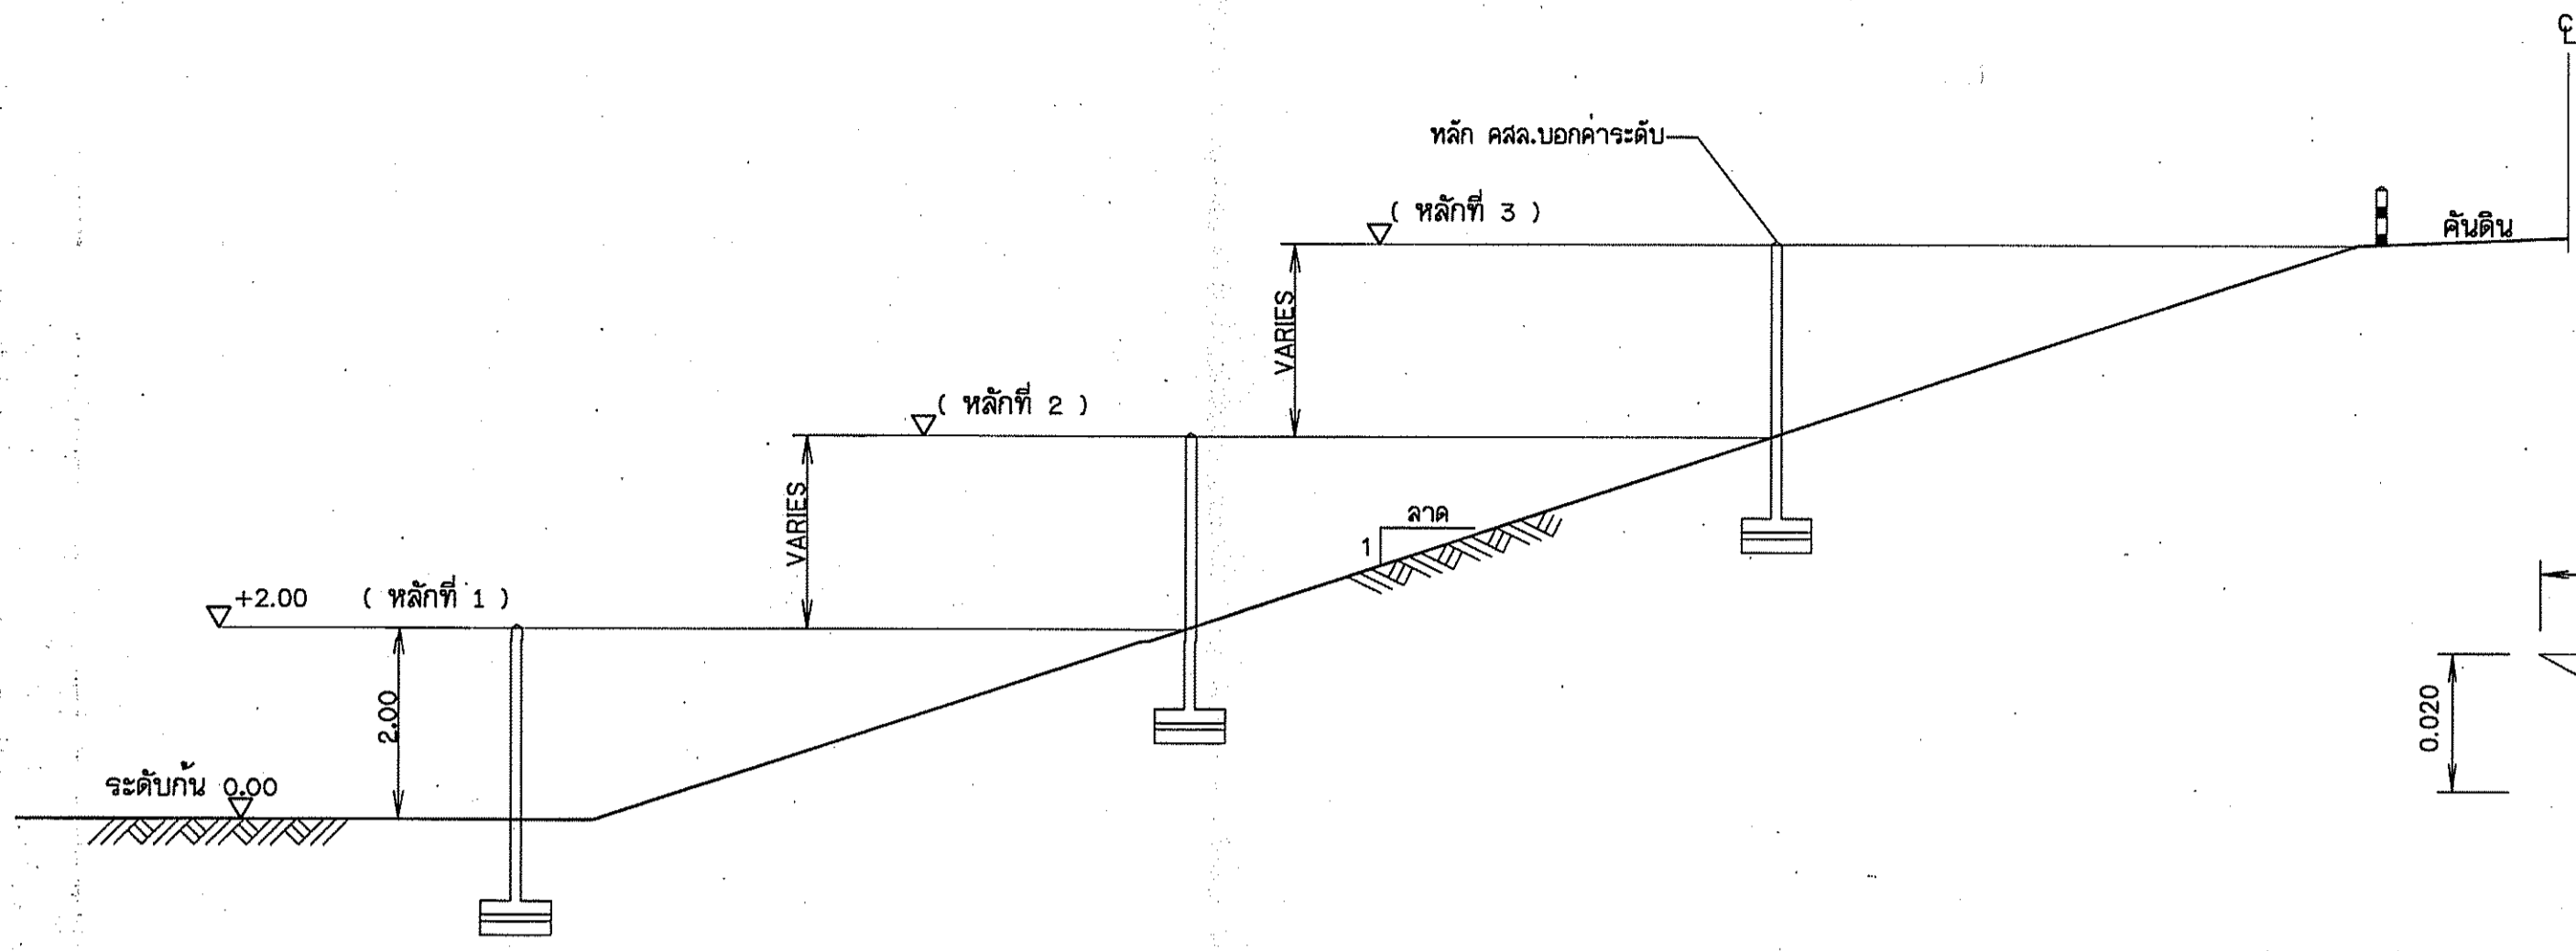 ℄
หลัก คสล.บอกค่าระดับ
( หลักที่ 3 )
คันดิน
VARIES
( หลักที่ 2 )
VARIES
ลาด
1
+2.00 ( หลักที่ 1 )
2.00
0.020
ระดับก้น 0.00